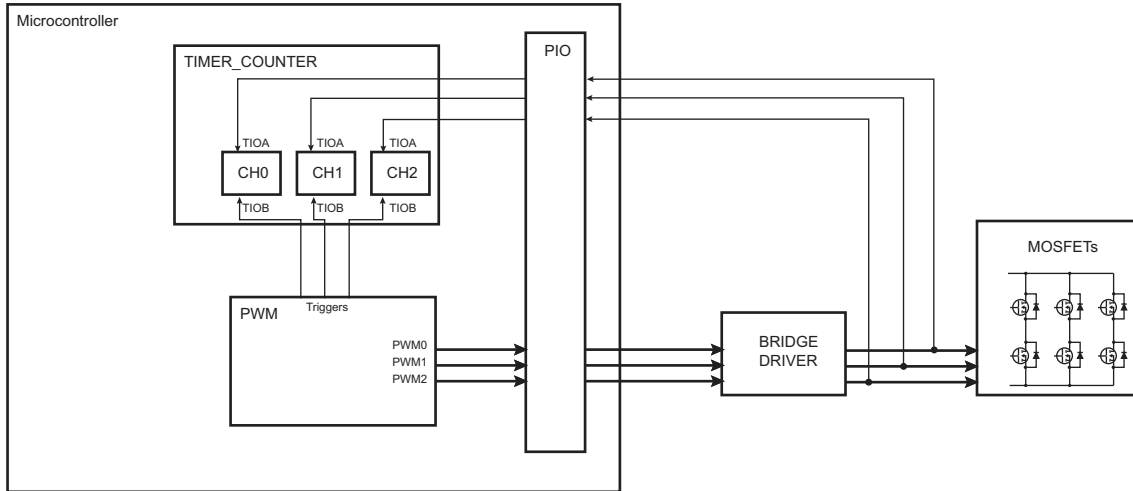 Microcontroller
TIMER_COUNTER
PIO
TIOA
TIOA
TIOA
CH0
CH1
CH2
TIOB
TIOB
TIOB
MOSFETs
Triggers
PWM
PWM0
PWM1
PWM2
BRIDGE
DRIVER